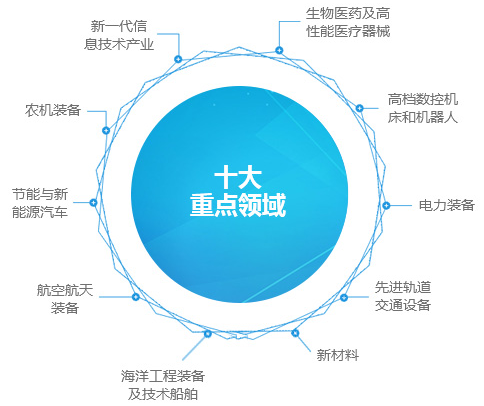 十大
重点领域
生物医药及高
性能医疗器械
高档数控机
床和机器人
电力装备
先进轨道
交通设备
新材料
海洋工程装备
及技术船舶
航空航天
装备
节能与新
能源汽车
农机装备
新一代信
息技术产业